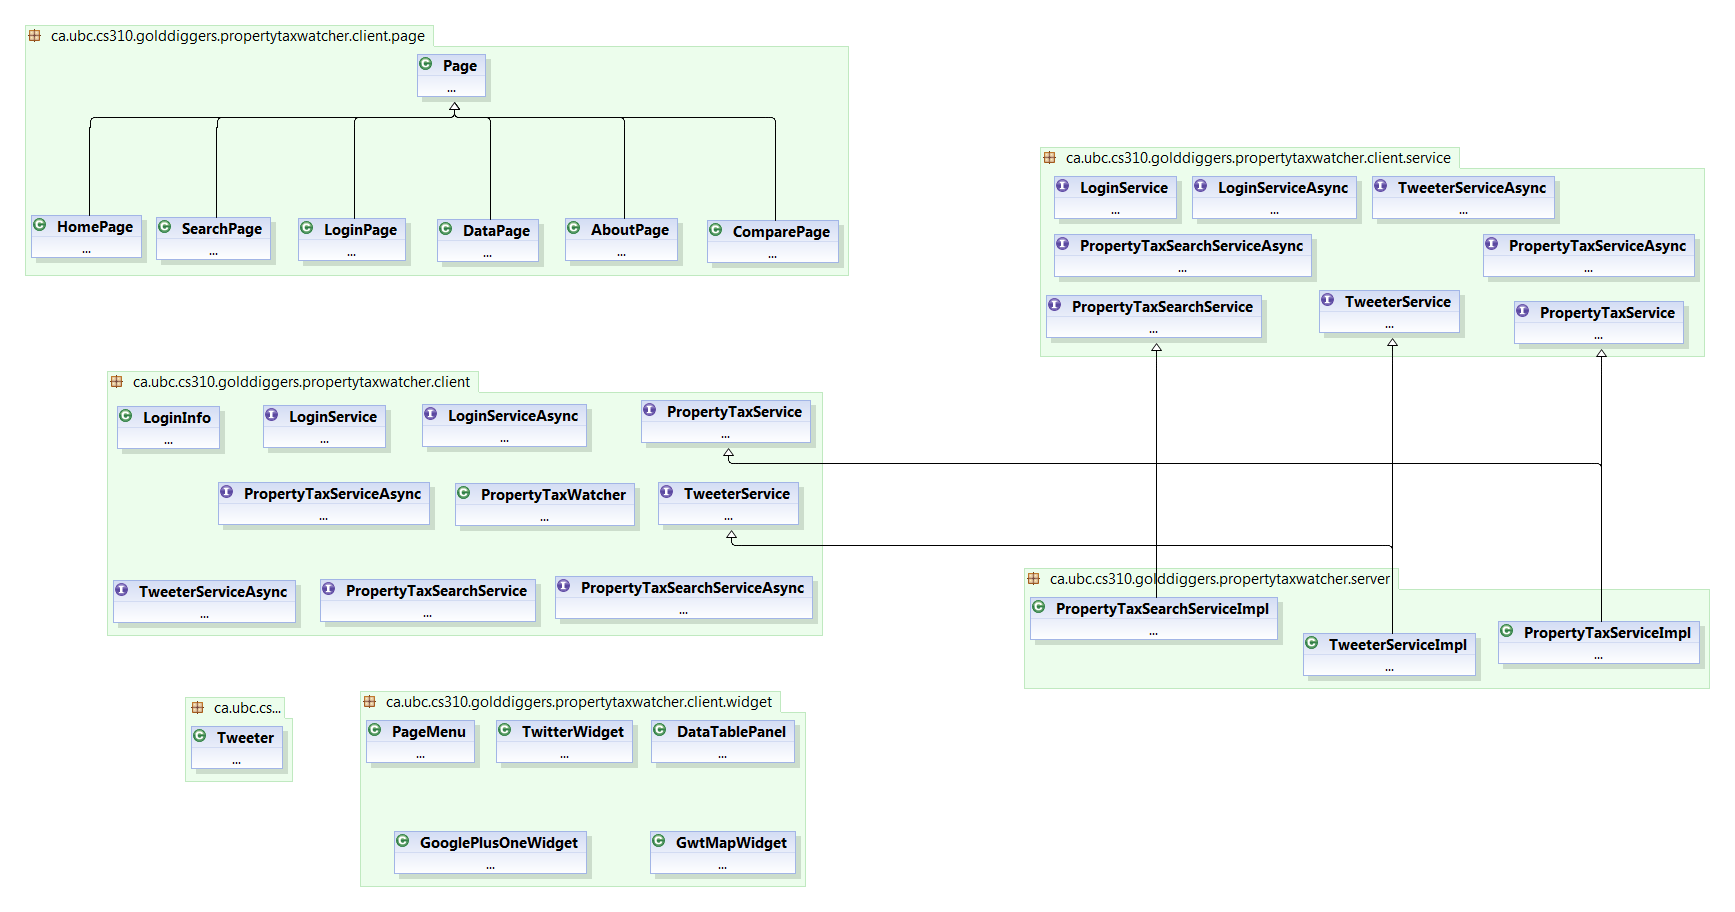 ca.ubc.cs310.golddiggers.propertytaxwatcher.client.page
Page
...
HomePage
...
SearchPage
...
LoginPage
...
DataPage
...
AboutPage
...
ComparePage
...
ca.ubc.cs310.golddiggers.propertytaxwatcher.client.service
LoginService
...
LoginServiceAsync
...
TweeterServiceAsync
...
PropertyTaxSearchServiceAsync
...
PropertyTaxServiceAsync
...
PropertyTaxSearchService
...
TweeterService
...
PropertyTaxService
...
ca.ubc.cs310.golddiggers.propertytaxwatcher.client
LoginInfo
...
LoginService
...
LoginServiceAsync
...
PropertyTaxService
...
PropertyTaxServiceAsync
...
PropertyTaxWatcher
...
TweeterService
...
TweeterServiceAsync
...
PropertyTaxSearchService
...
PropertyTaxSearchServiceAsync
...
ca.ubc.cs310.golddiggers.propertytaxwatcher.server
PropertyTaxSearchServiceImpl
...
TweeterServiceImpl
...
PropertyTaxServiceImpl
...
ca.ubc.cs...
Tweeter
...
ca.ubc.cs310.golddiggers.propertytaxwatcher.client.widget
PageMenu
...
TwitterWidget
...
DataTablePanel
...
GooglePlusOneWidget
...
GwtMapWidget
...